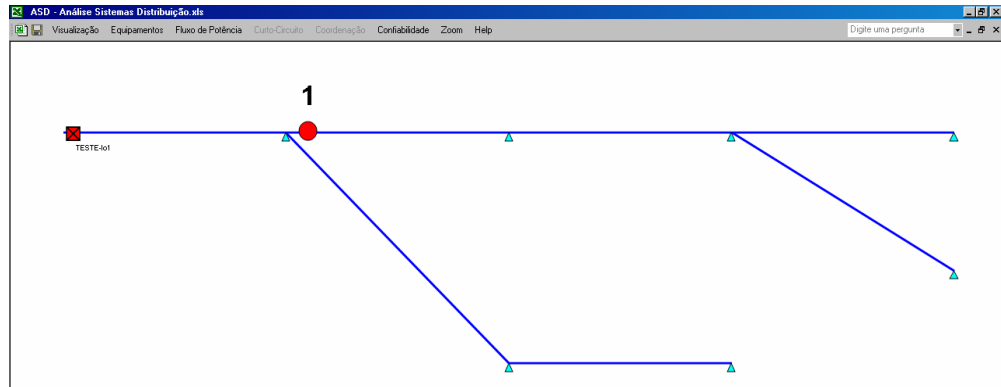 ASD - Análise Sistemas Distribuição.xls
Visualização Equipamentos Fluxo de Potência Curto-Circuito Coordenação Confiabilidade Zoom Help Digite uma pergunta
1
TESTE-lo1